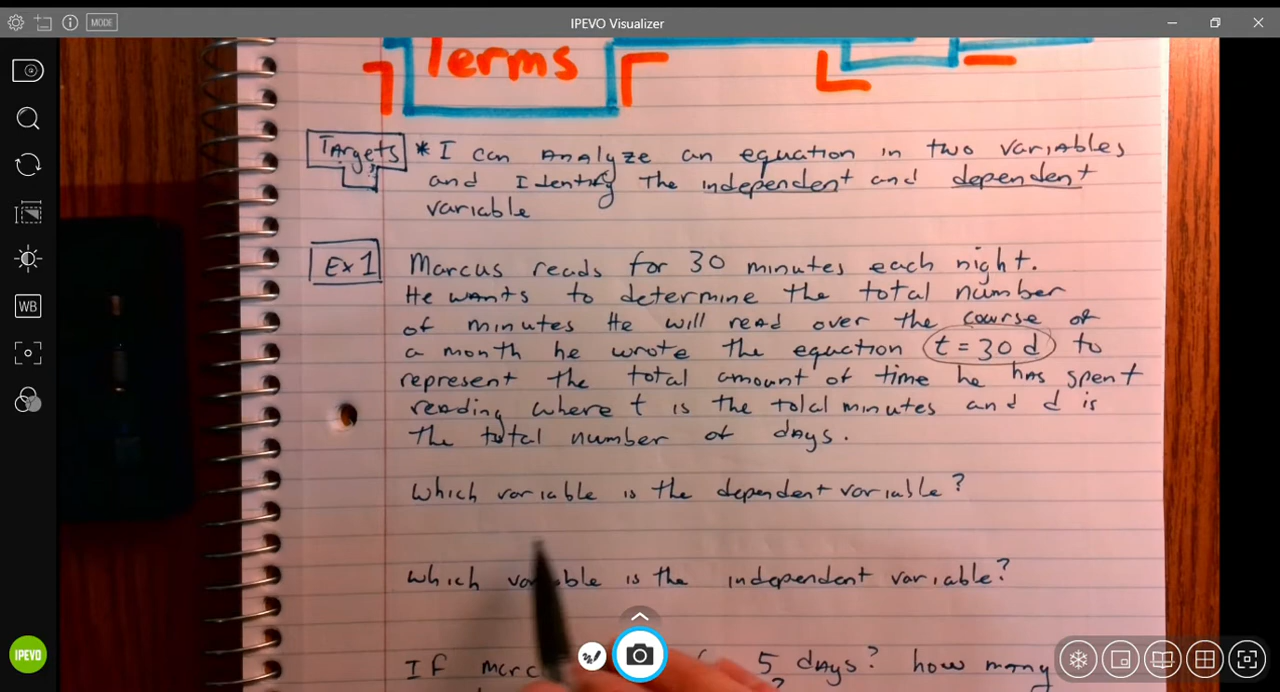 IPEVO Visualizer
MODE
Terms
Targets * I can Analyze an equation in two variables
and Identify the independent and dependent
variable
Ex 1 Marcus reads for 30 minutes each night.
He wants to determine the total number
of minutes He will read over the course of
a month he wrote the equation t = 30 d to
represent the total amount of time he has spent
reading where t is the total minutes and d is
the total number of days.
Which variable is the dependent variable?
Which variable is the independent variable?
If marc 5 days? how many
WB
IPEVO